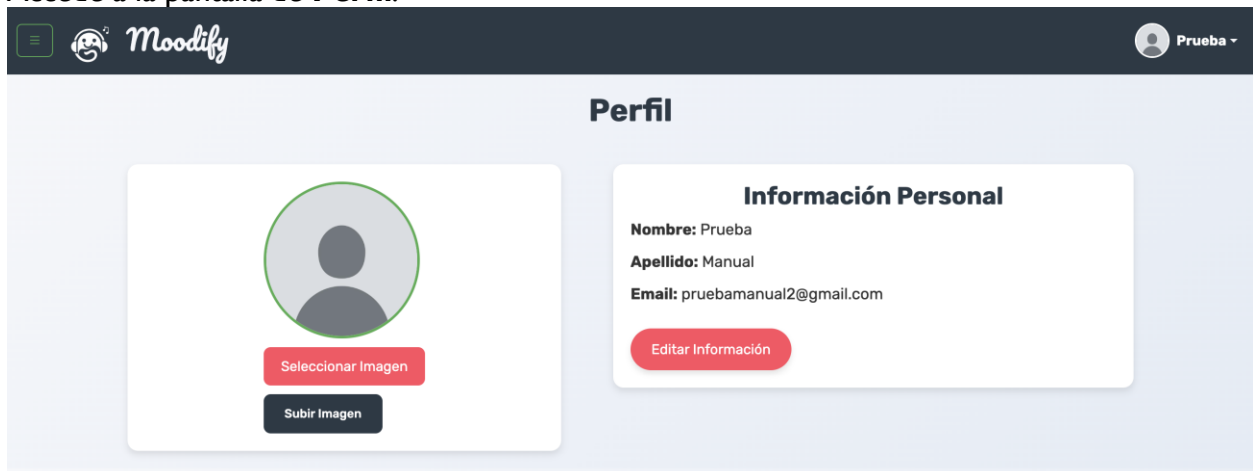 Moodify
Prueba
Perfil
Seleccionar Imagen
Subir Imagen
Información Personal
Nombre: Prueba
Apellido: Manual
Email: pruebamanual2@gmail.com
Editar Información